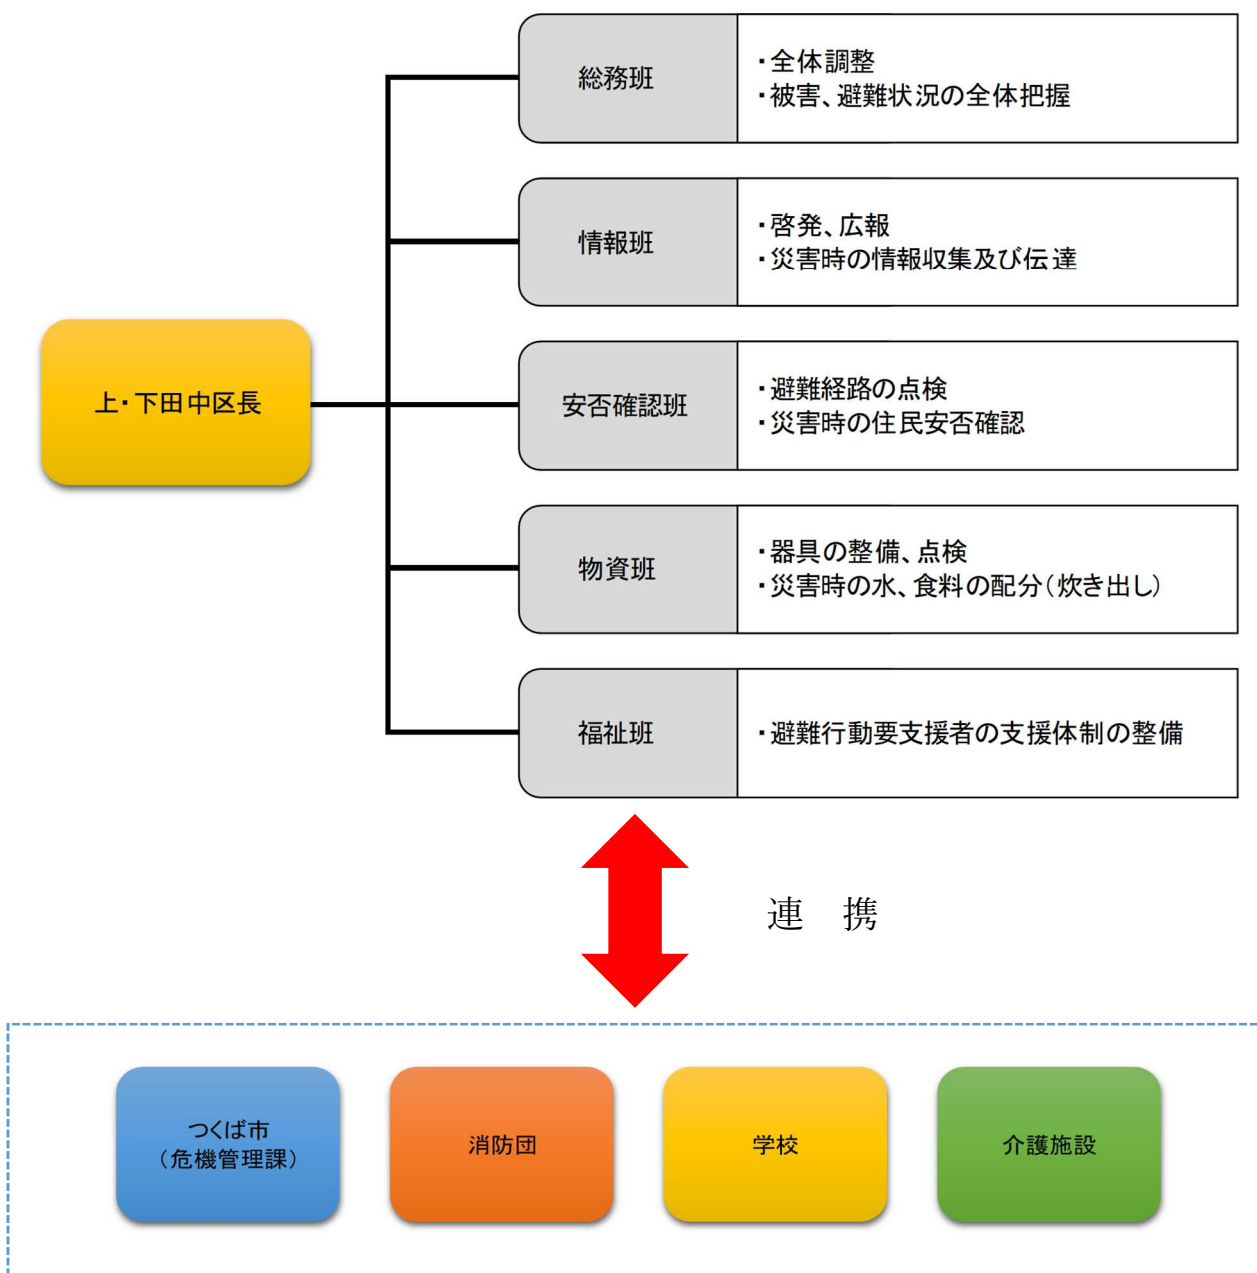 総務班
・全体調整
・被害、避難状況の全体把握
情報班
・啓発、広報
・災害時の情報収集及び伝達
上・下田中区長
安否確認班
・避難経路の点検
・災害時の住民安否確認
物資班
・器具の整備、点検
・災害時の水、食料の配分(炊き出し)
福祉班
・避難行動要支援者の支援体制の整備
連　携
つくば市
(危機管理課)
消防団
学校
介護施設